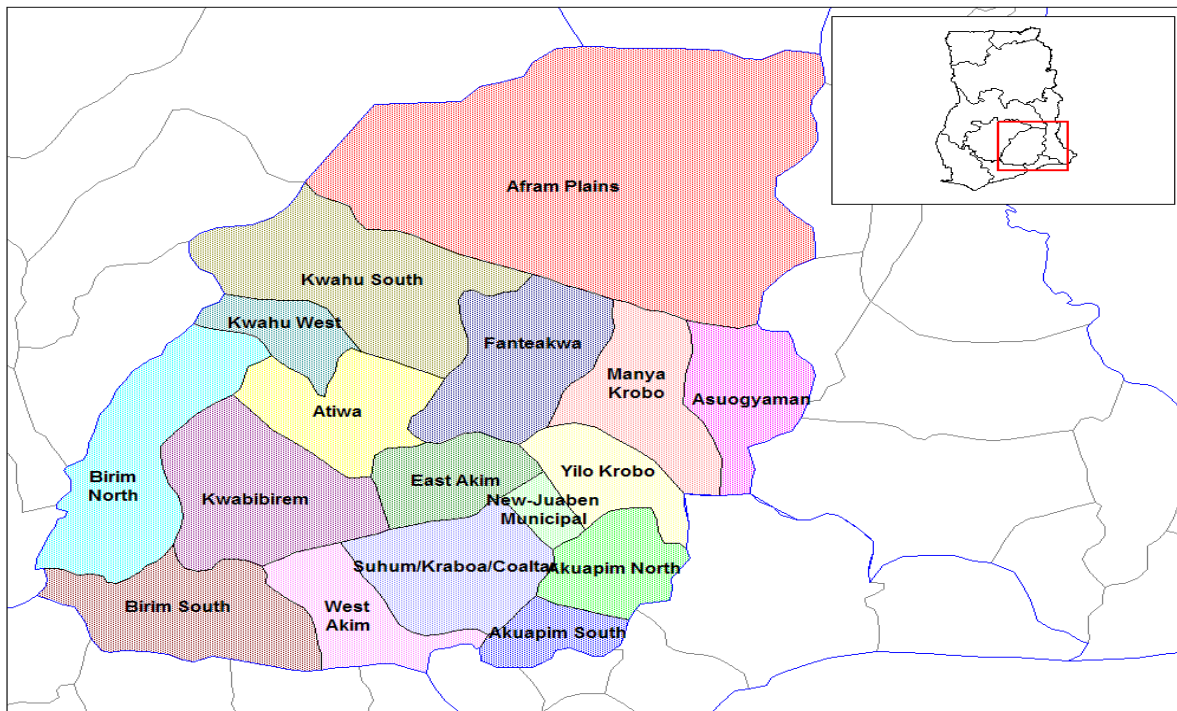 Afram Plains
Kwahu South
Kwahu West
Fanteakwa
Manya
Krobo
Asuogyaman
Atiwa
Birim
North
Kwabibirem
East Akim
Yilo Krobo
New-Juaben
Municipal
Suhum/Kraboa/Coaltar
Akuapim North
Birim South
West
Akim
Akuapim South